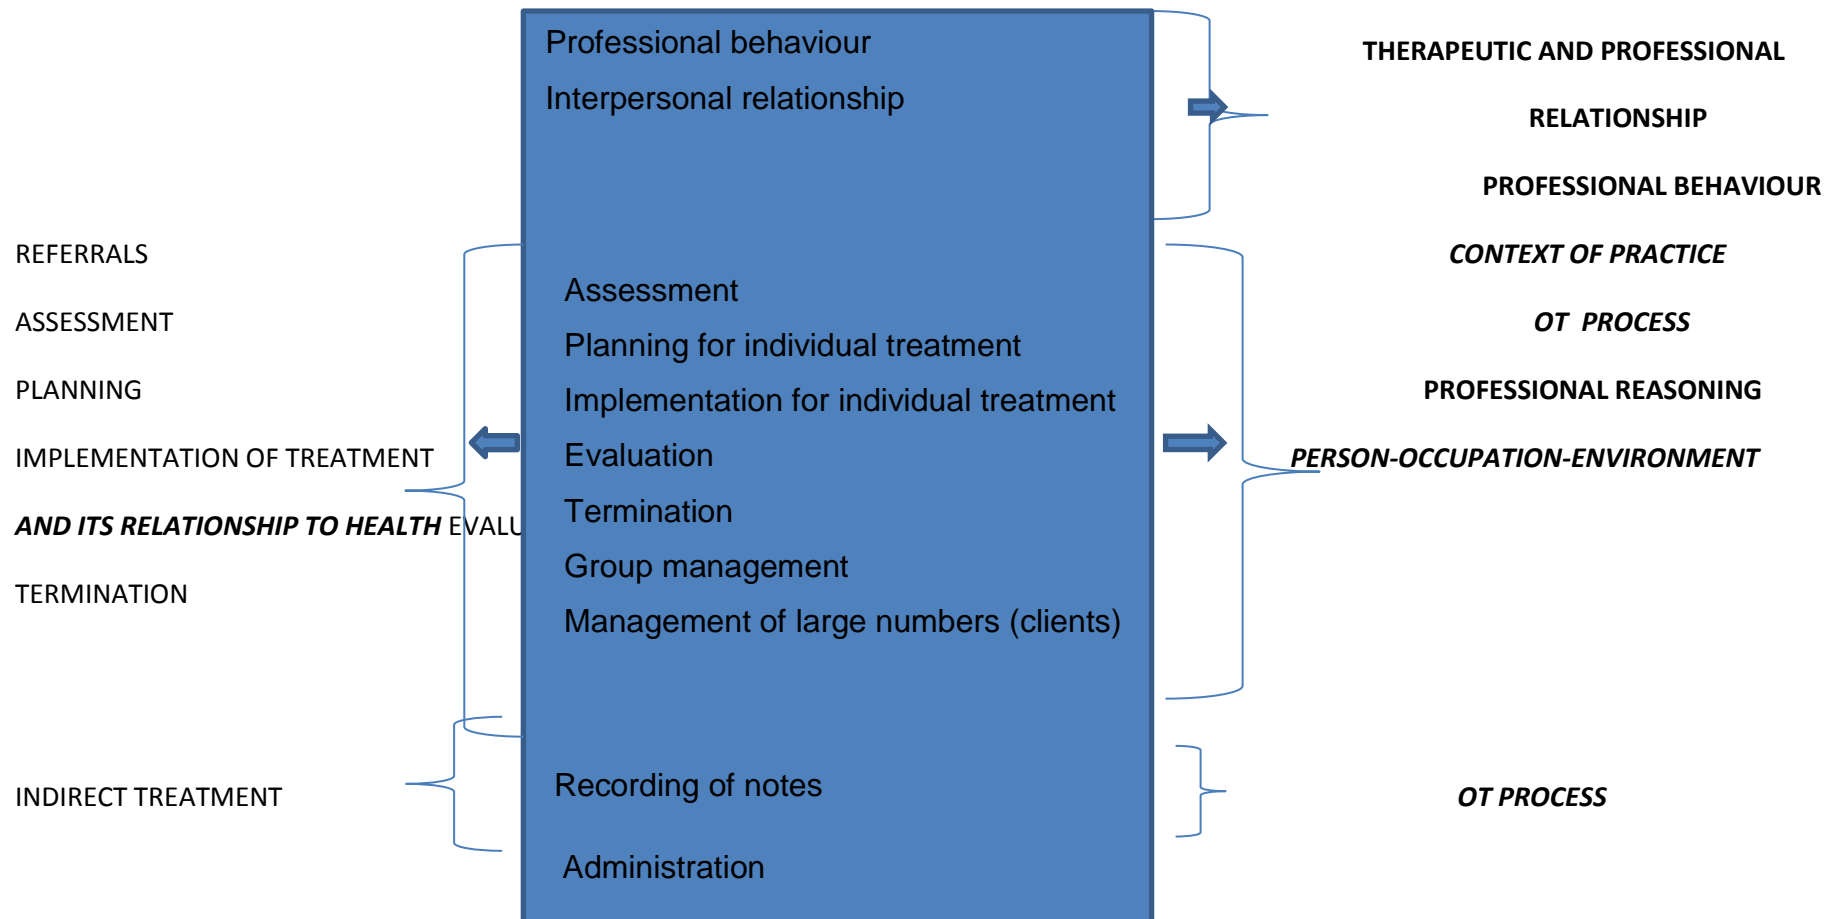 Professional behaviour
Interpersonal relationship
THERAPEUTIC AND PROFESSIONAL
RELATIONSHIP
PROFESSIONAL BEHAVIOUR
REFERRALS
ASSESSMENT
PLANNING
IMPLEMENTATION OF TREATMENT
AND ITS RELATIONSHIP TO HEALTH
TERMINATION
Assessment
Planning for individual treatment
Implementation for individual treatment
Evaluation
Termination
Group management
Management of large numbers (clients)
CONTEXT OF PRACTICE
OT PROCESS
PROFESSIONAL REASONING
PERSON-OCCUPATION-ENVIRONMENT
INDIRECT TREATMENT
Recording of notes
Administration
OT PROCESS